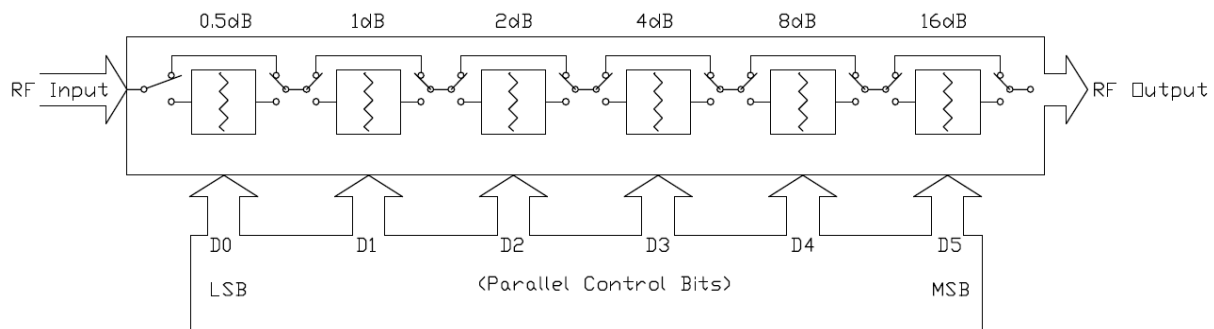 0.5dB 1dB 2dB 4dB 8dB 16dB
RF Input
RF Output
D0 D1 D2 D3 D4 D5
LSB (Parallel Control Bits) MSB